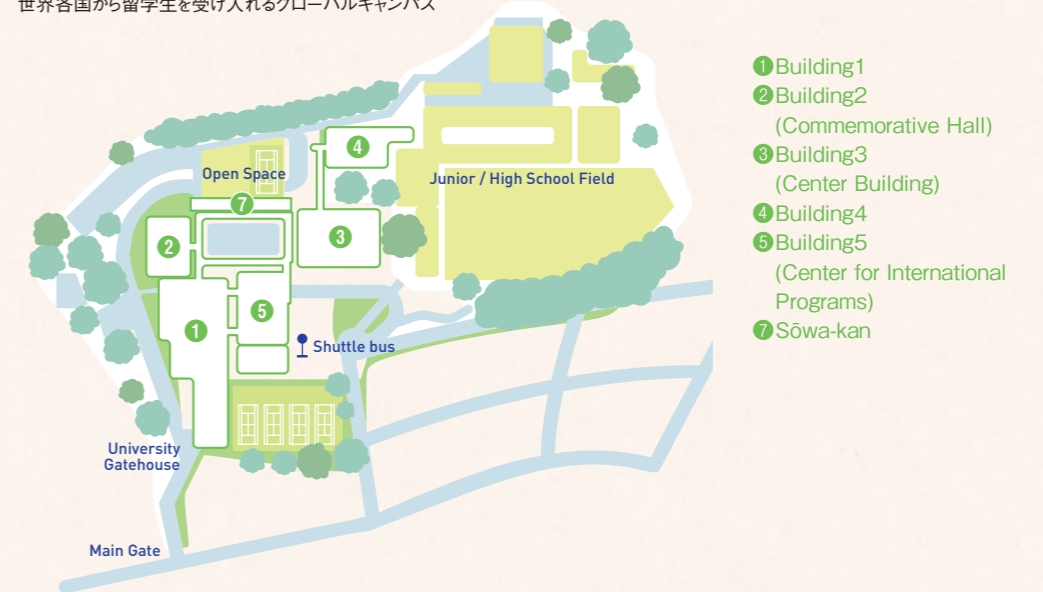 世界各国から留学生を受け入れるグローバルキャンパス
❶Building1
❷Building2
(Commemorative Hall)
❸Building3
(Center Building)
❹Building4
❺Building5
(Center for International
Programs)
❼Sōwa-kan
4
Open Space
Junior / High School Field
7
2
3
5
1
Shuttle bus
University
Gatehouse
Main Gate